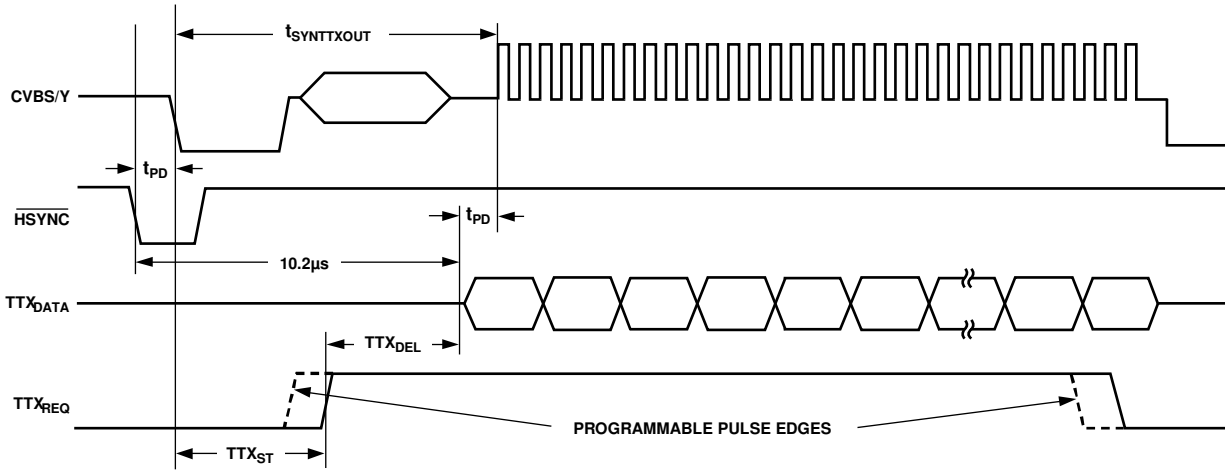 tSYNTTXOUT
CVBS/Y
tPD
HSYNC
tPD
10.2µs
TTXDATA
TTXDEL
TTXREQ
PROGRAMMABLE PULSE EDGES
TTXST